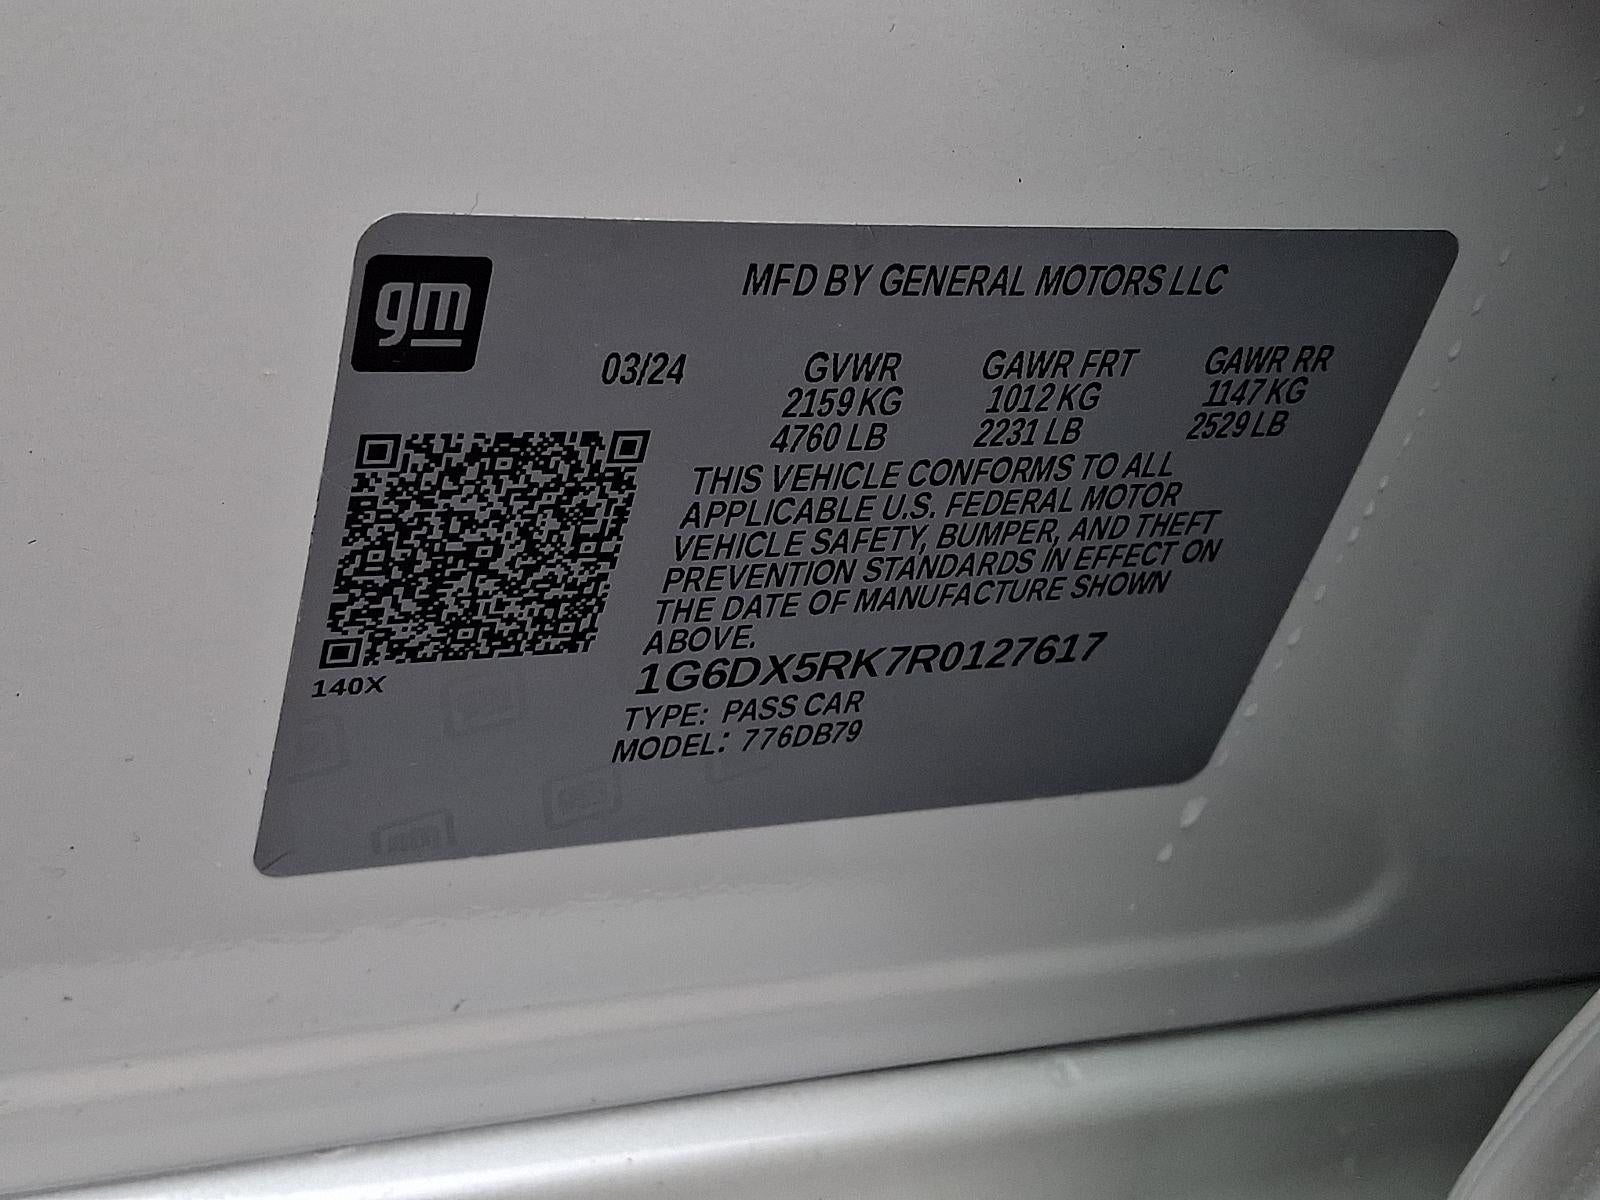 gm
MFD BY GENERAL MOTORS LLC
03/24 GVWR GAWR FRT GAWR RR
2159 KG 1012 KG 1147 KG
4760 LB 2231 LB 2529 LB
THIS VEHICLE CONFORMS TO ALL
APPLICABLE U.S. FEDERAL MOTOR
VEHICLE SAFETY, BUMPER, AND THEFT
PREVENTION STANDARDS IN EFFECT ON
THE DATE OF MANUFACTURE SHOWN
ABOVE.
1G6DX5RK7R0127617
140X
TYPE: PASS CAR
MODEL: 776DB79